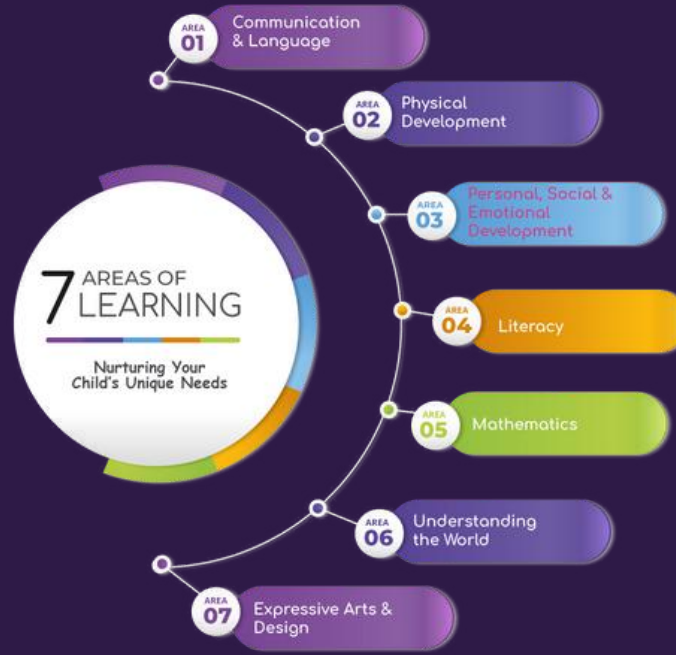 AREA
01
Communication
& Language
AREA
02
Physical
Development
AREA
03
Personal, Social &
Emotional
Development
7 AREAS OF
LEARNING
Nurturing Your
Child's Unique Needs
AREA
04
Literacy
AREA
05
Mathematics
AREA
06
Understanding
the World
AREA
07
Expressive Arts &
Design